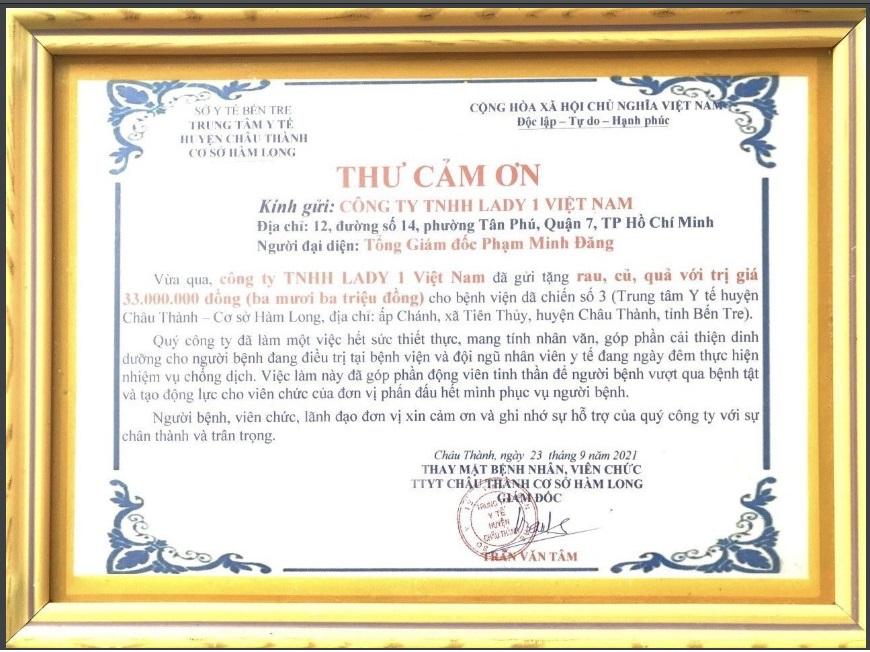 SỞ Y TẾ BẾN TRE
TRUNG TÂM Y TẾ
HUYỆN CHÂU THÀNH
CƠ SỞ HÀM LONG
CỘNG HÒA XÃ HỘI CHỦ NGHĨA VIỆT NAM
Độc lập – Tự do – Hạnh phúc
THƯ CẢM ƠN
Kính gửi: CÔNG TY TNHH LADY 1 VIỆT NAM
Địa chỉ: 12, đường số 14, phường Tân Phú, Quận 7, TP Hồ Chí Minh
Người đại diện: Tổng Giám đốc Phạm Minh Đăng
Vừa qua, công ty TNHH LADY 1 Việt Nam đã gửi tặng rau, củ, quả với trị giá
33.000.000 đồng (ba mươi ba triệu đồng) cho bệnh viện dã chiến số 3 (Trung tâm Y tế huyện
Châu Thành – Cơ sở Hàm Long, địa chỉ: ấp Chánh, xã Tiên Thủy, huyện Châu Thành, tỉnh Bến Tre).
Quý công ty đã làm một việc hết sức thiết thực, mang tính nhân văn, góp phần cải thiện dinh
dưỡng cho người bệnh đang điều trị tại bệnh viện và đội ngũ nhân viên y tế đang ngày đêm thực hiện
nhiệm vụ chống dịch. Việc làm này đã góp phần động viên tinh thần để người bệnh vượt qua bệnh tật
và tạo động lực cho viên chức của đơn vị phấn đấu hết mình phục vụ người bệnh.
Người bệnh, viên chức, lãnh đạo đơn vị xin cảm ơn và ghi nhớ sự hỗ trợ của quý công ty với sự
chân thành và trân trọng.
Châu Thành, ngày 23 tháng 9 năm 2021
THAY MẶT BỆNH NHÂN, VIÊN CHỨC
TTYT CHÂU THÀNH CƠ SỞ HÀM LONG
GIÁM ĐỐC
TRUNG TÂM
Y TẾ
HUYỆN
CHÂU THÀNH
TRẦN VĂN TÂM